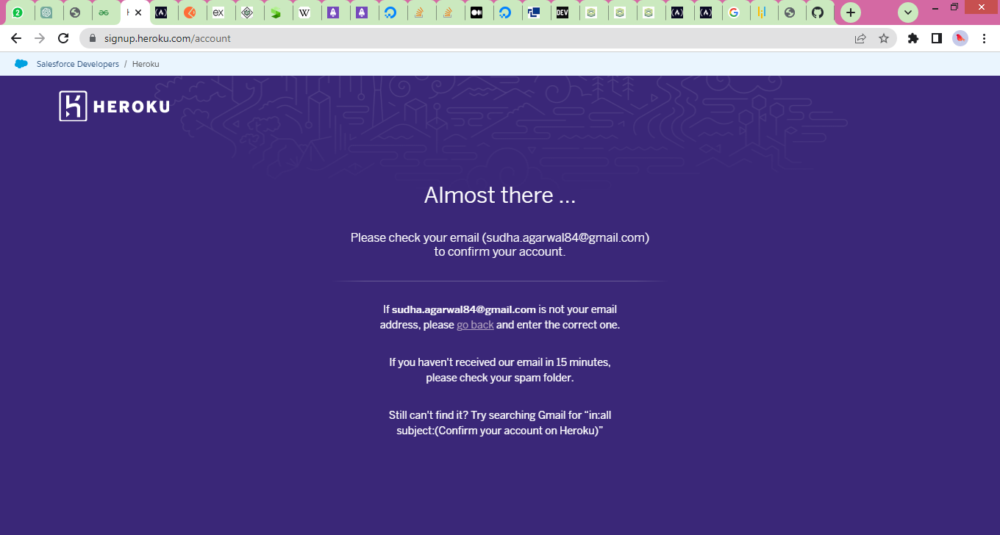 2
ex
W
DEV
G
signup.heroku.com/account
Salesforce Developers / Heroku
HEROKU
Almost there ...
Please check your email (sudha.agarwal84@gmail.com)
to confirm your account.
If sudha.agarwal84@gmail.com is not your email
address, please go back and enter the correct one.
If you haven't received our email in 15 minutes,
please check your spam folder.
Still can't find it? Try searching Gmail for “in:all
subject:(Confirm your account on Heroku)”